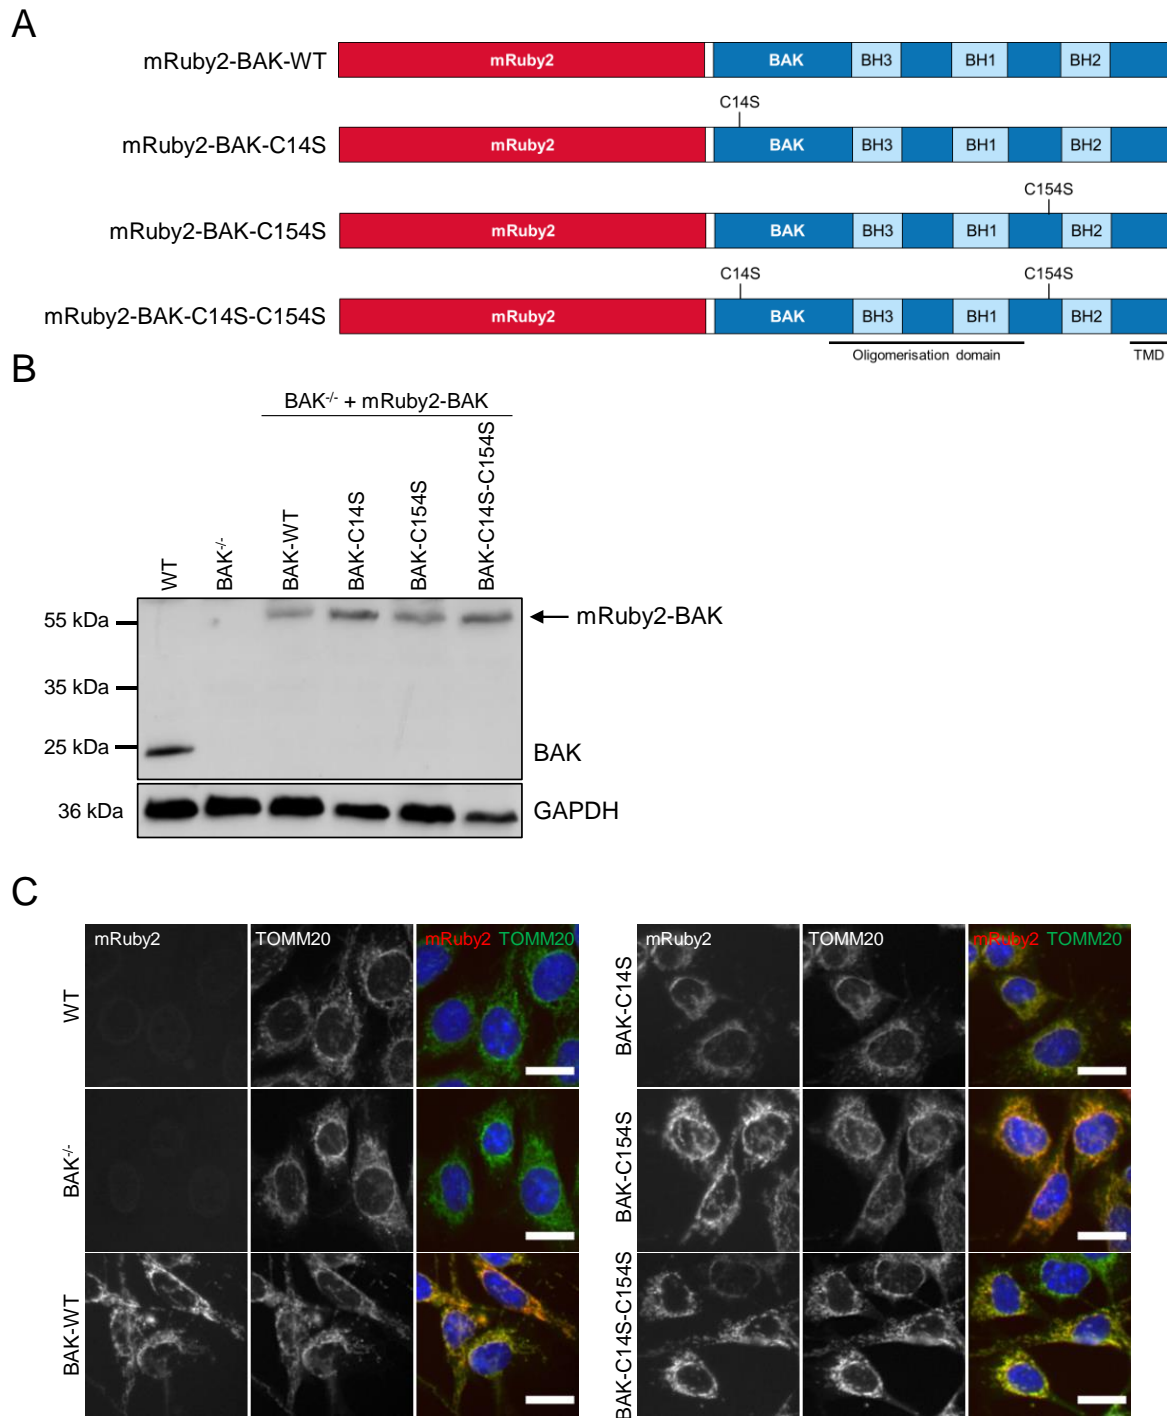 A
mRuby2-BAK-WT
mRuby2
BAK
BH3
BH1
BH2
C14S
mRuby2-BAK-C14S
mRuby2
BAK
BH3
BH1
BH2
C154S
mRuby2-BAK-C154S
mRuby2
BAK
BH3
BH1
BH2
C14S
C154S
mRuby2-BAK-C14S-C154S
mRuby2
BAK
BH3
BH1
BH2
Oligomerisation domain
TMD
B
BAK-/- + mRuby2-BAK
WT
BAK-/-
BAK-WT
BAK-C14S
BAK-C154S
BAK-C14S-C154S
55 kDa
mRuby2-BAK
35 kDa
25 kDa
BAK
36 kDa
GAPDH
C
WT
mRuby2
TOMM20
mRuby2 TOMM20
BAK-/-
BAK-WT
BAK-C14S
mRuby2
TOMM20
mRuby2 TOMM20
BAK-C154S
BAK-C14S-C154S